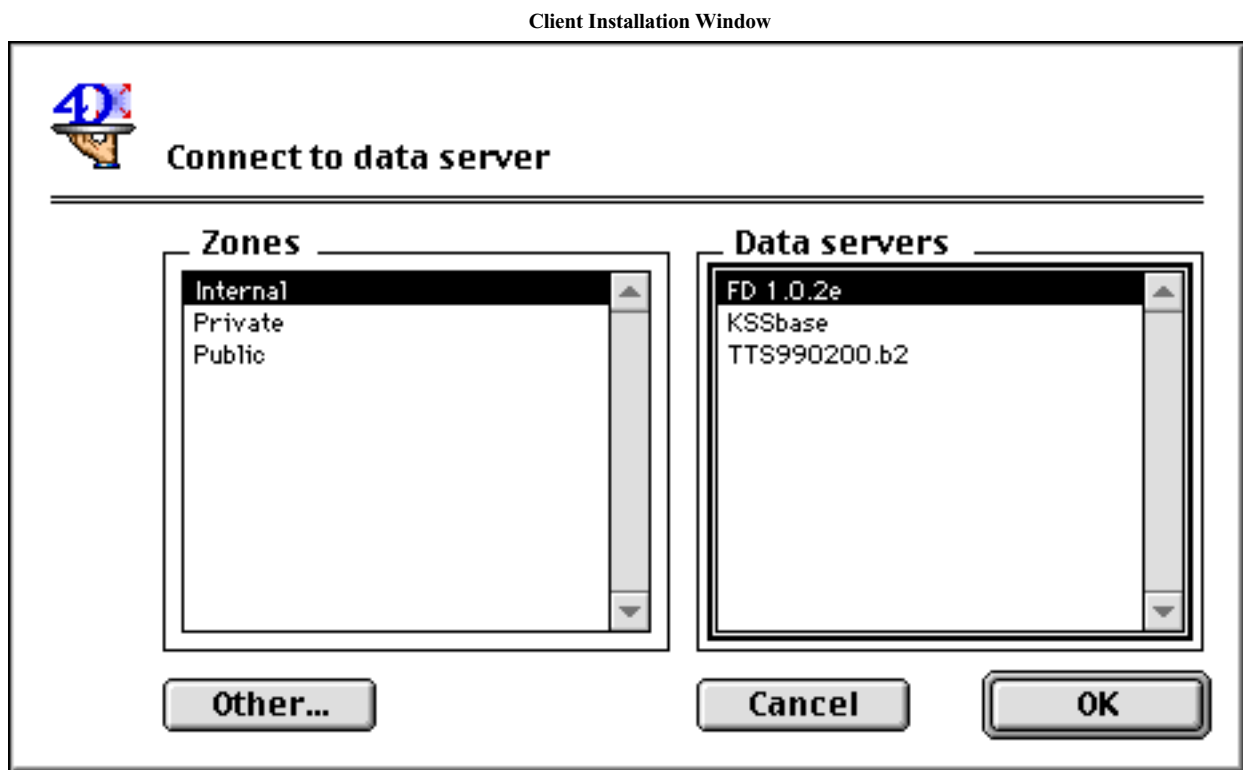 Client Installation Window
4D
Connect to data server
Zones
Internal
Private
Public
Data servers
FD 1.0.2e
KSSbase
TTS990200.b2
Other...
Cancel
OK